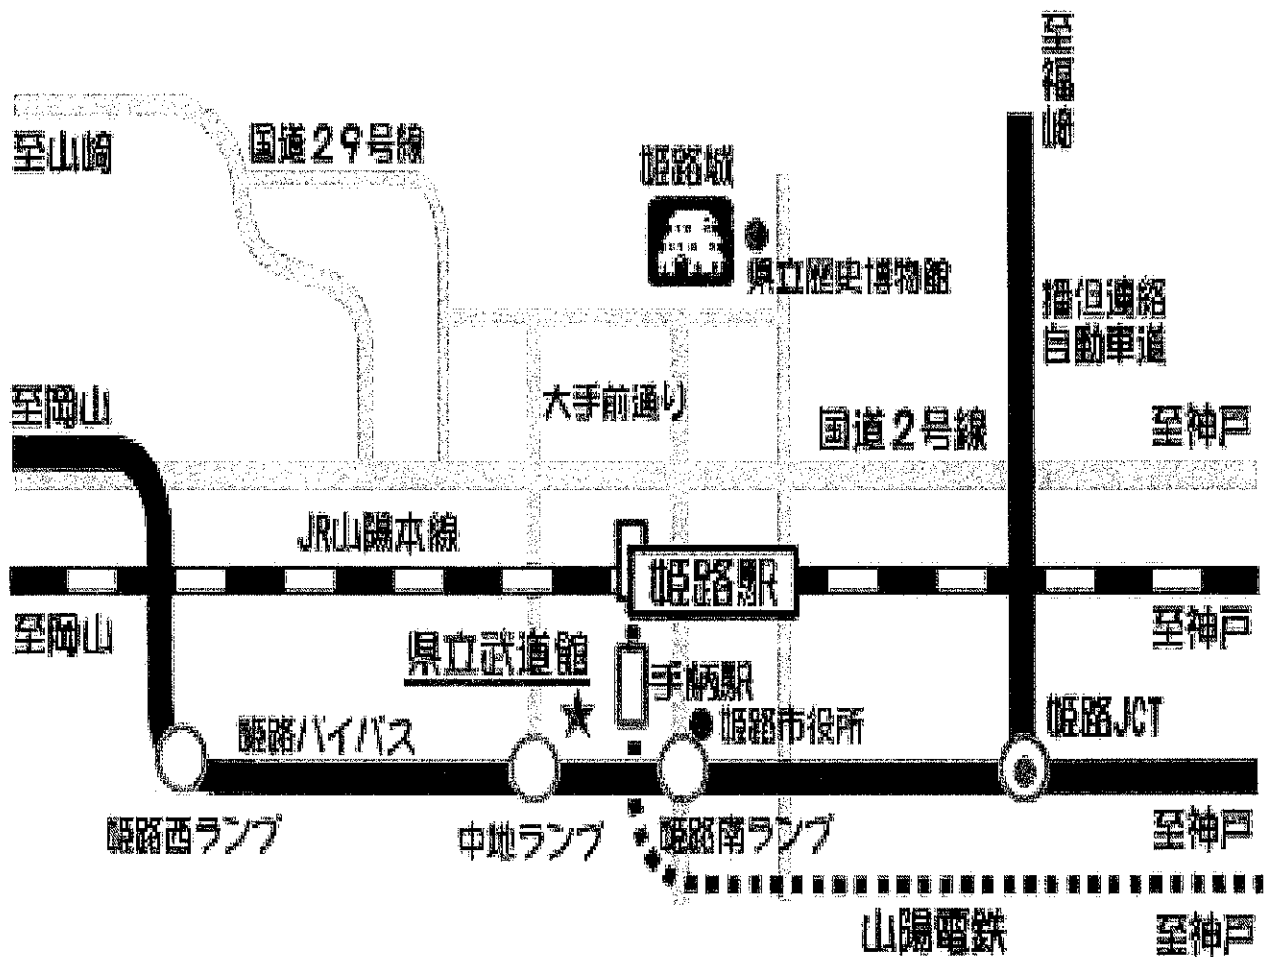 至福崎
至山崎
国道29号線
姫路城
県立歴史博物館
播但連絡
自動車道
至岡山
大手前通り
国道2号線
至神戸
JR山陽本線
姫路駅R
至岡山
至神戸
県立武道館
手柄駅
姫路市役所
姫路JCT
姫路バイパス
姫路西ランプ
中地ランプ
姫路南ランプ
至神戸
山陽電鉄
至神戸